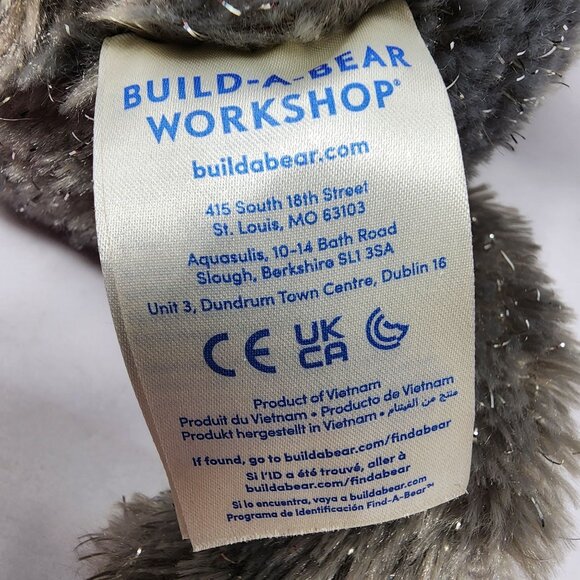 BUILD-A-BEAR
WORKSHOP®
buildabear.com
415 South 18th Street
St. Louis, MO 63103
Aquasulis, 10-14 Bath Road
Slough, Berkshire SL1 3SA
Unit 3, Dundrum Town Centre, Dublin 16
CE UK
CA
Product of Vietnam
Produit du Vietnam • Producto de Vietnam
Produkt hergestellt in Vietnam • منتج من الفيتنام
If found, go to buildabear.com/findabear
Si l'ID a été trouvé, aller à
buildabear.com/findabear
Si lo encuentra, vaya a buildabear.com
Programa de Identificación Find-A-Bear™